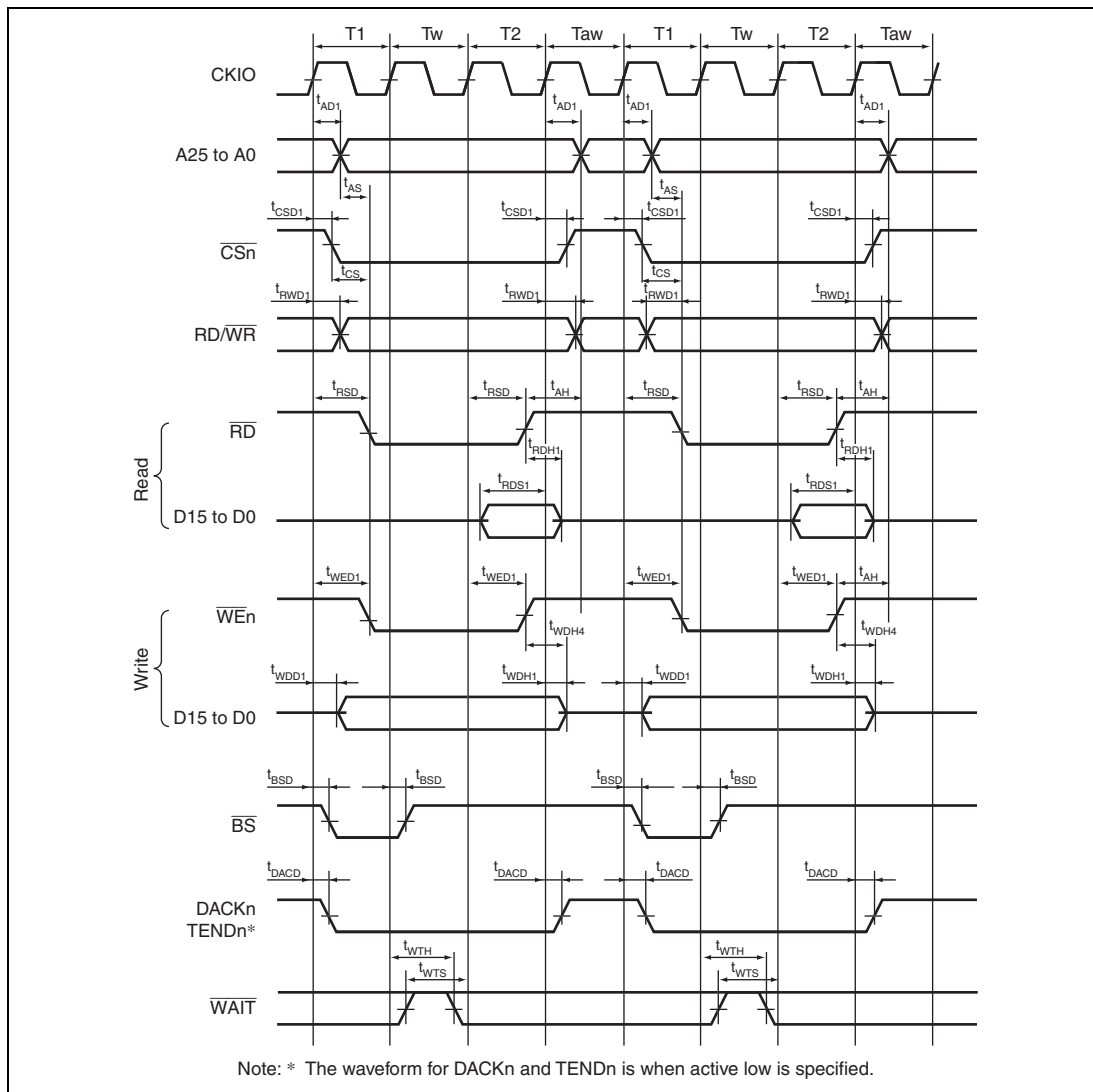 T1 Tw T2 Taw T1 Tw T2 Taw
CKIO
tAD1 tAD1 tAD1 tAD1
A25 to A0
tAS tAS
tCSD1 tCSD1 tCSD1 tCSD1
CSn
tCS tCS
tRWD1 tRWD1 tRWD1 tRWD1
RD/WR
tRSD tRSD tAH tRSD tRSD tAH
RD
tRDH1 tRDH1
Read
tRDS1 tRDS1
D15 to D0
tWED1 tWED1 tWED1 tWED1 tAH
WEn
tWDH4 tWDH4
Write
tWDD1 tWDH1 tWDD1 tWDH1
D15 to D0
tBSD tBSD tBSD tBSD
BS
tDACD tDACD tDACD tDACD
DACKn
TENDn*
tWTH tWTH
tWTS tWTS
WAIT
Note: * The waveform for DACKn and TENDn is when active low is specified.